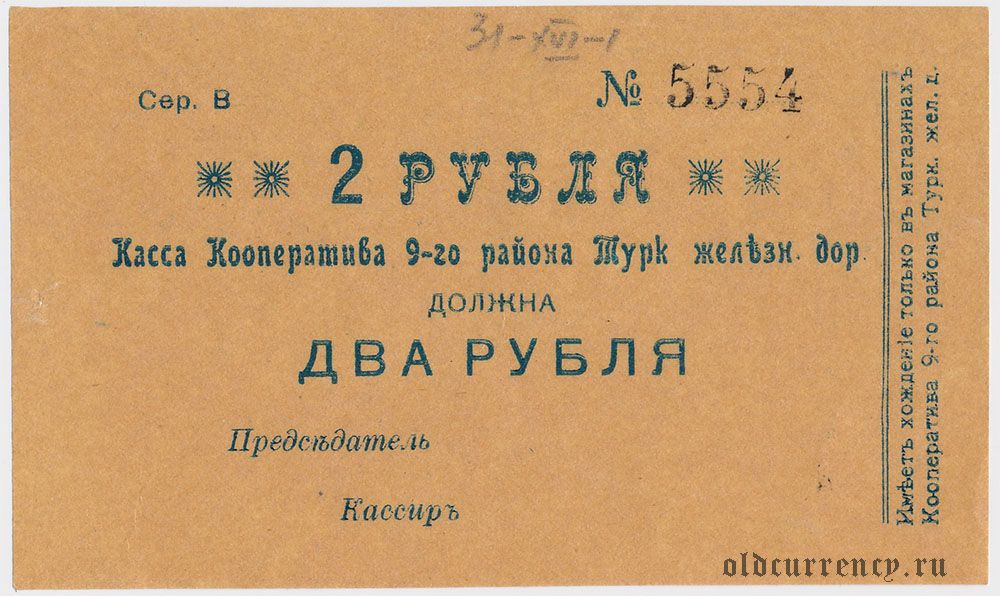 31-XVI-1
Сер. В
№ 5554
2 РУБЛЯ
Касса Кооператива 9-го района Турк желѣзн. дор.
ДОЛЖНА
ДВА РУБЛЯ
Предсѣдатель
Кассиръ
Имѣетъ хожденіе только въ магазинахъ
Кооператива 9-го района Турк. жел. д.
oldcurrency.ru